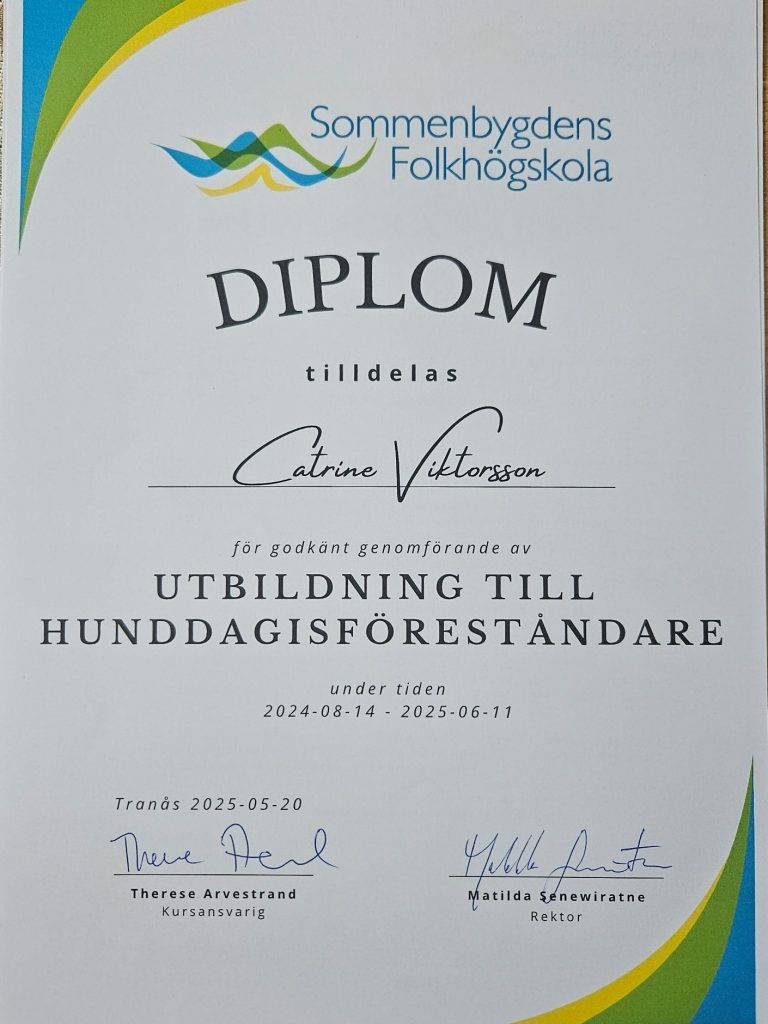 Sommenbygdens
Folkhögskola
DIPLOM
tilldelas
Catrine Viktorsson
för godkänt genomförande av
UTBILDNING TILL
HUNDDAGISFÖRESTÅNDARE
under tiden
2024-08-14 - 2025-06-11
Tranås 2025-05-20
Therese Arvestrand
Kursansvarig
Matilda Senewiratne
Rektor